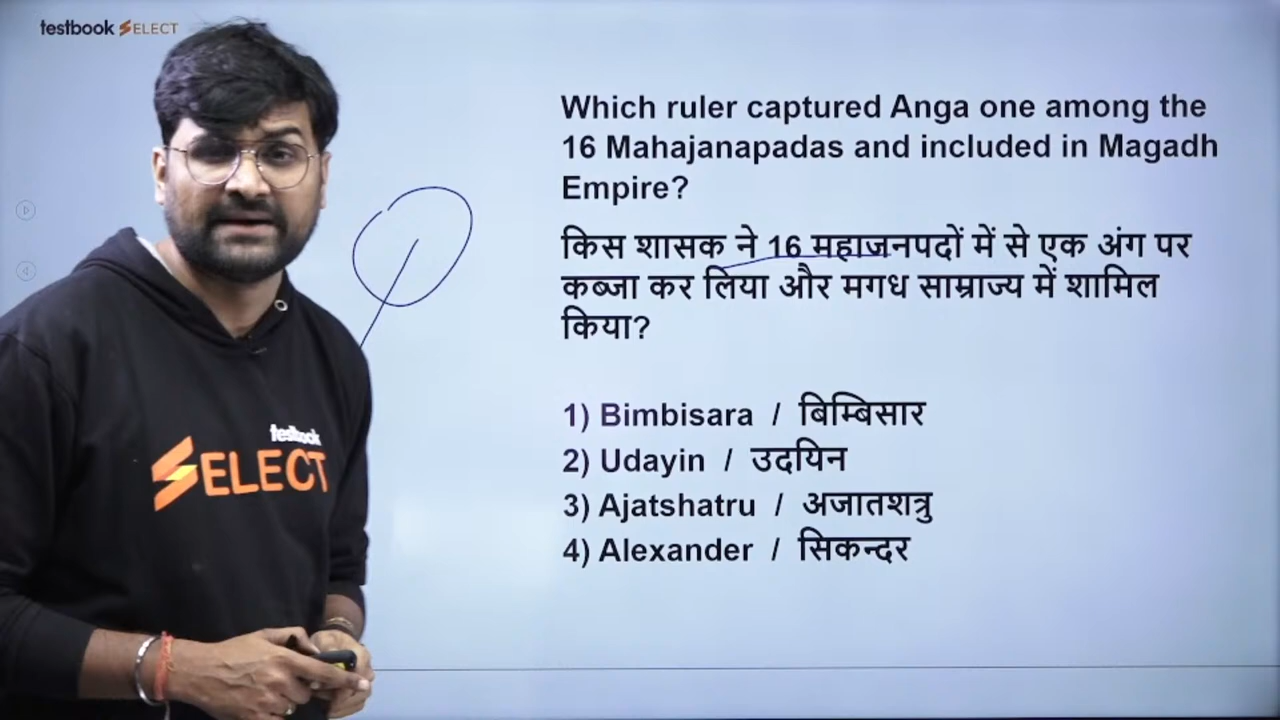 testbook SELECT
Which ruler captured Anga one among the
16 Mahajanapadas and included in Magadh
Empire?
किस शासक ने 16 महाजनपदों में से एक अंग पर
कब्जा कर लिया और मगध साम्राज्य में शामिल
किया?
1) Bimbisara / बिम्बिसार
2) Udayin / उदयिन
3) Ajatshatru / अजातशत्रु
4) Alexander / सिकन्दर
testbook
SELECT